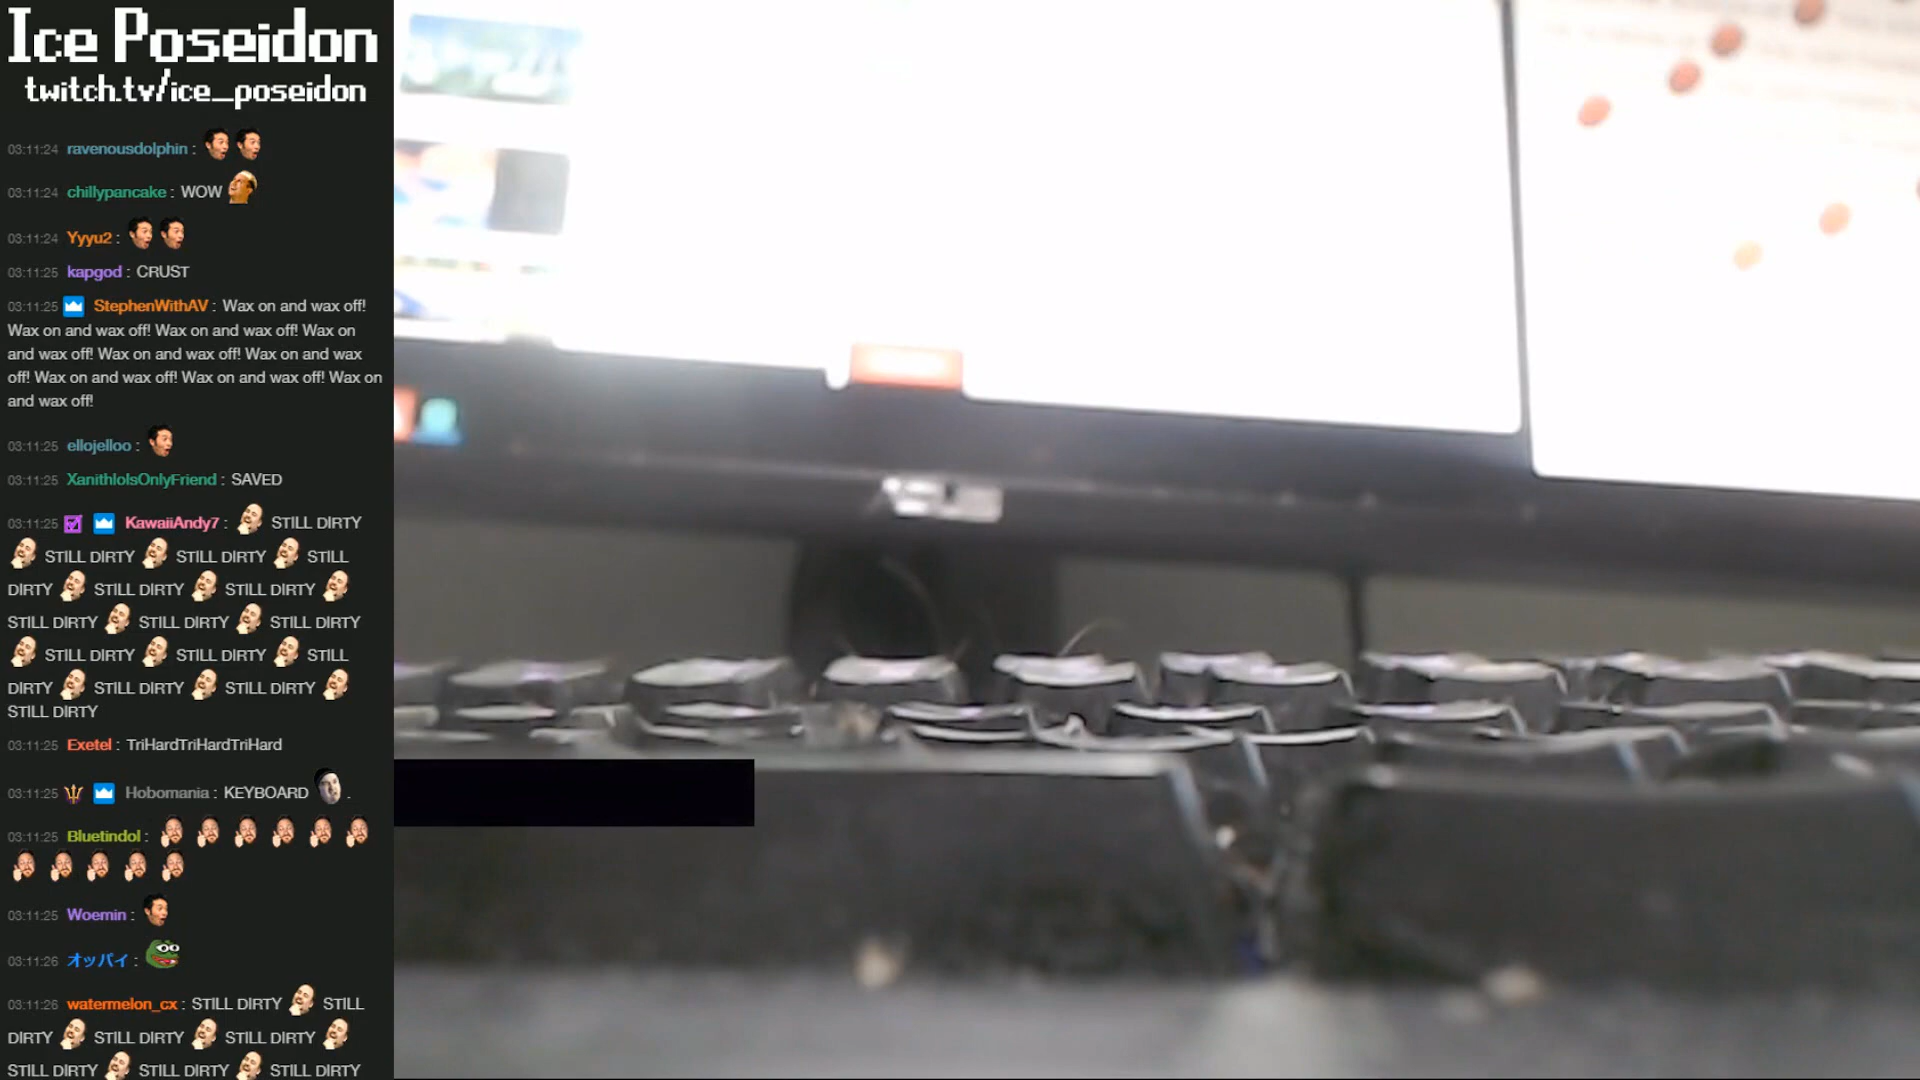 Ice Poseidon
twitch.tv/ice_poseidon
03:11:24 ravenousdolphin :
03:11:24 chillypancake : WOW
03:11:24 Yyyu2 :
03:11:25 kapgod : CRUST
03:11:25 StephenWithAV : Wax on and wax off!
Wax on and wax off! Wax on and wax off! Wax on
and wax off! Wax on and wax off! Wax on and wax
off! Wax on and wax off! Wax on and wax off! Wax on
and wax off!
03:11:25 ellojelloo :
03:11:25 XanithlolsOnlyFriend : SAVED
03:11:25 KawaiiAndy7 : STILL DIRTY
STILL DIRTY STILL DIRTY STILL
DIRTY STILL DIRTY STILL DIRTY
STILL DIRTY STILL DIRTY STILL DIRTY
STILL DIRTY STILL DIRTY STILL
DIRTY STILL DIRTY STILL DIRTY
STILL DIRTY
03:11:25 Exetel : TriHardTriHardTriHard
03:11:25 Hobomania : KEYBOARD .
03:11:25 Bluetindol :
03:11:25 Woemin :
03:11:26 オッパイ :
03:11:26 watermelon_cx : STILL DIRTY STILL
DIRTY STILL DIRTY STILL DIRTY
STILL DIRTY STILL DIRTY STILL DIRTY